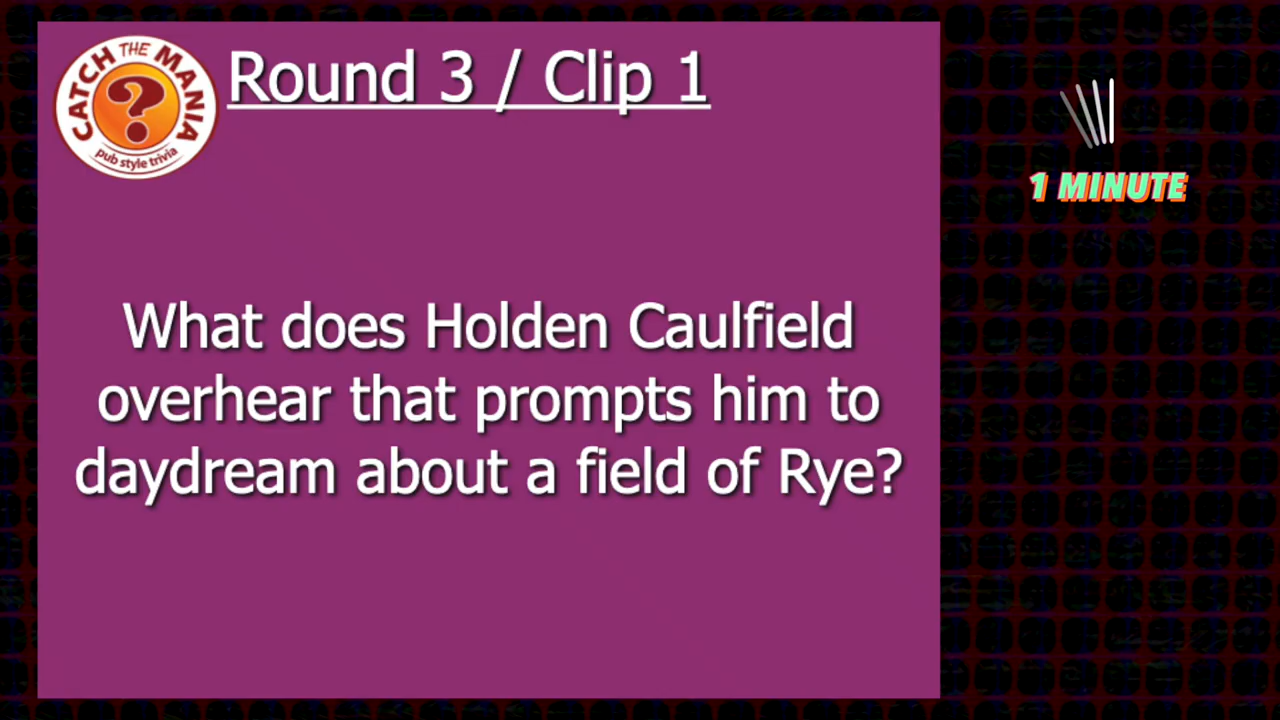 CATCH THE MANIA
?
pub style trivia
Round 3 / Clip 1
1 MINUTE
What does Holden Caulfield
overhear that prompts him to
daydream about a field of Rye?